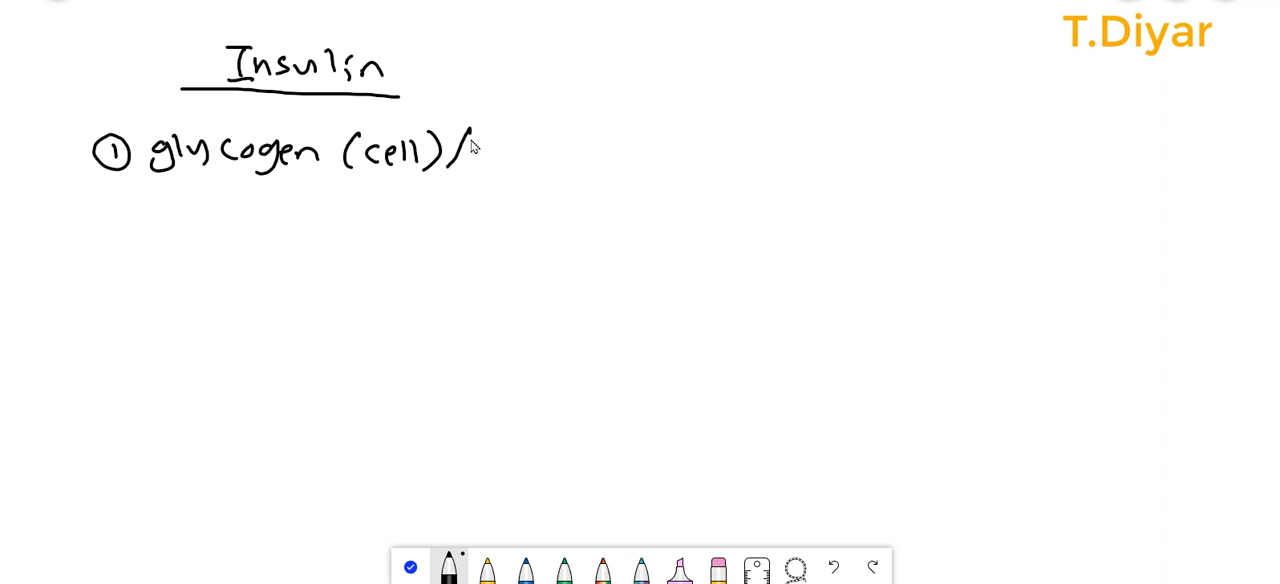 T.Diyar
Insulin
① glycogen (cell) /